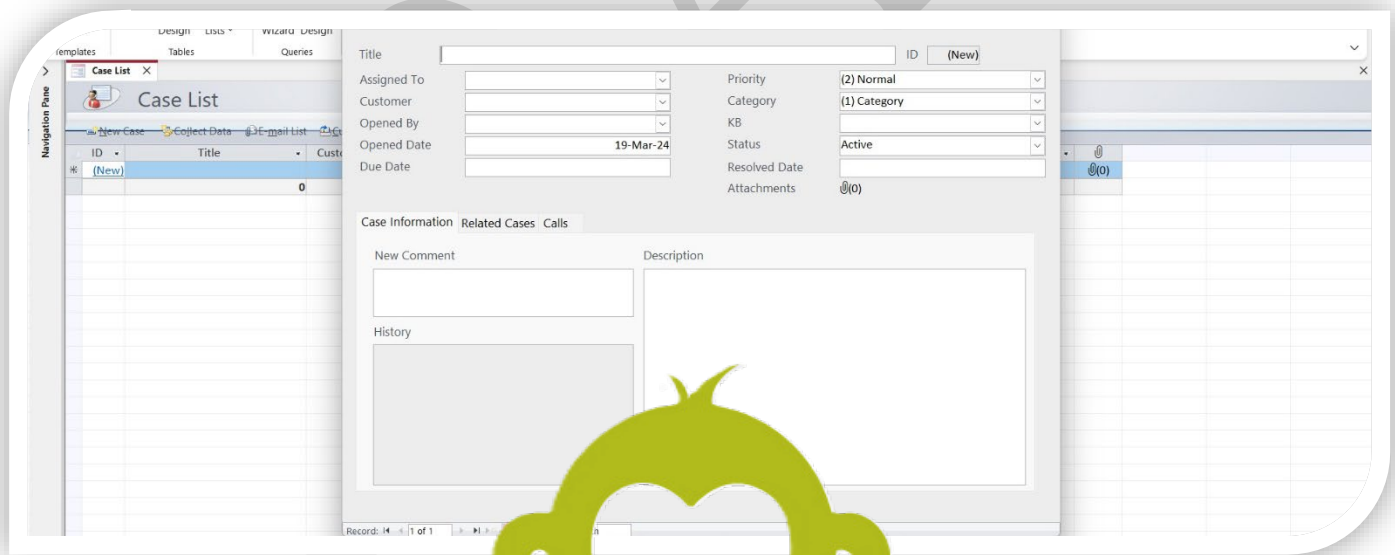 Design Lists Wizard Design
Templates Tables Queries
Title ID (New)
Case List
Assigned To Priority (2) Normal
Case List
Customer Category (1) Category
Navigation Pane
Opened By KB
New Case Collect Data E-mail List
Opened Date 19-Mar-24 Status Active
ID Title
Due Date Resolved Date
(New) (0)
Attachments (0)
0
Case Information Related Cases Calls
New Comment Description
History
Record: 1 of 1